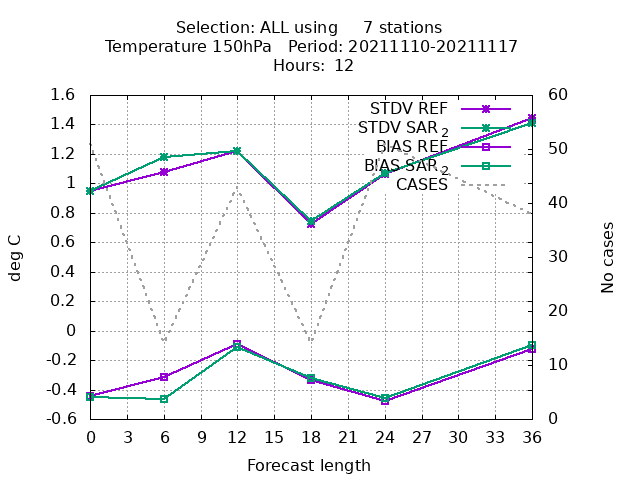 Selection: ALL using     7 stations
Temperature 150hPa   Period: 20211110-20211117
Hours: 12
STDV REF
STDV SAR 2
BIAS REF
BIAS SAR 2
CASES
1.6
1.4
1.2
1
0.8
0.6
0.4
0.2
0
-0.2
-0.4
-0.6
deg C
60
50
40
30
20
10
0
No cases
0 3 6 9 12 15 18 21 24 27 30 33 36
Forecast length